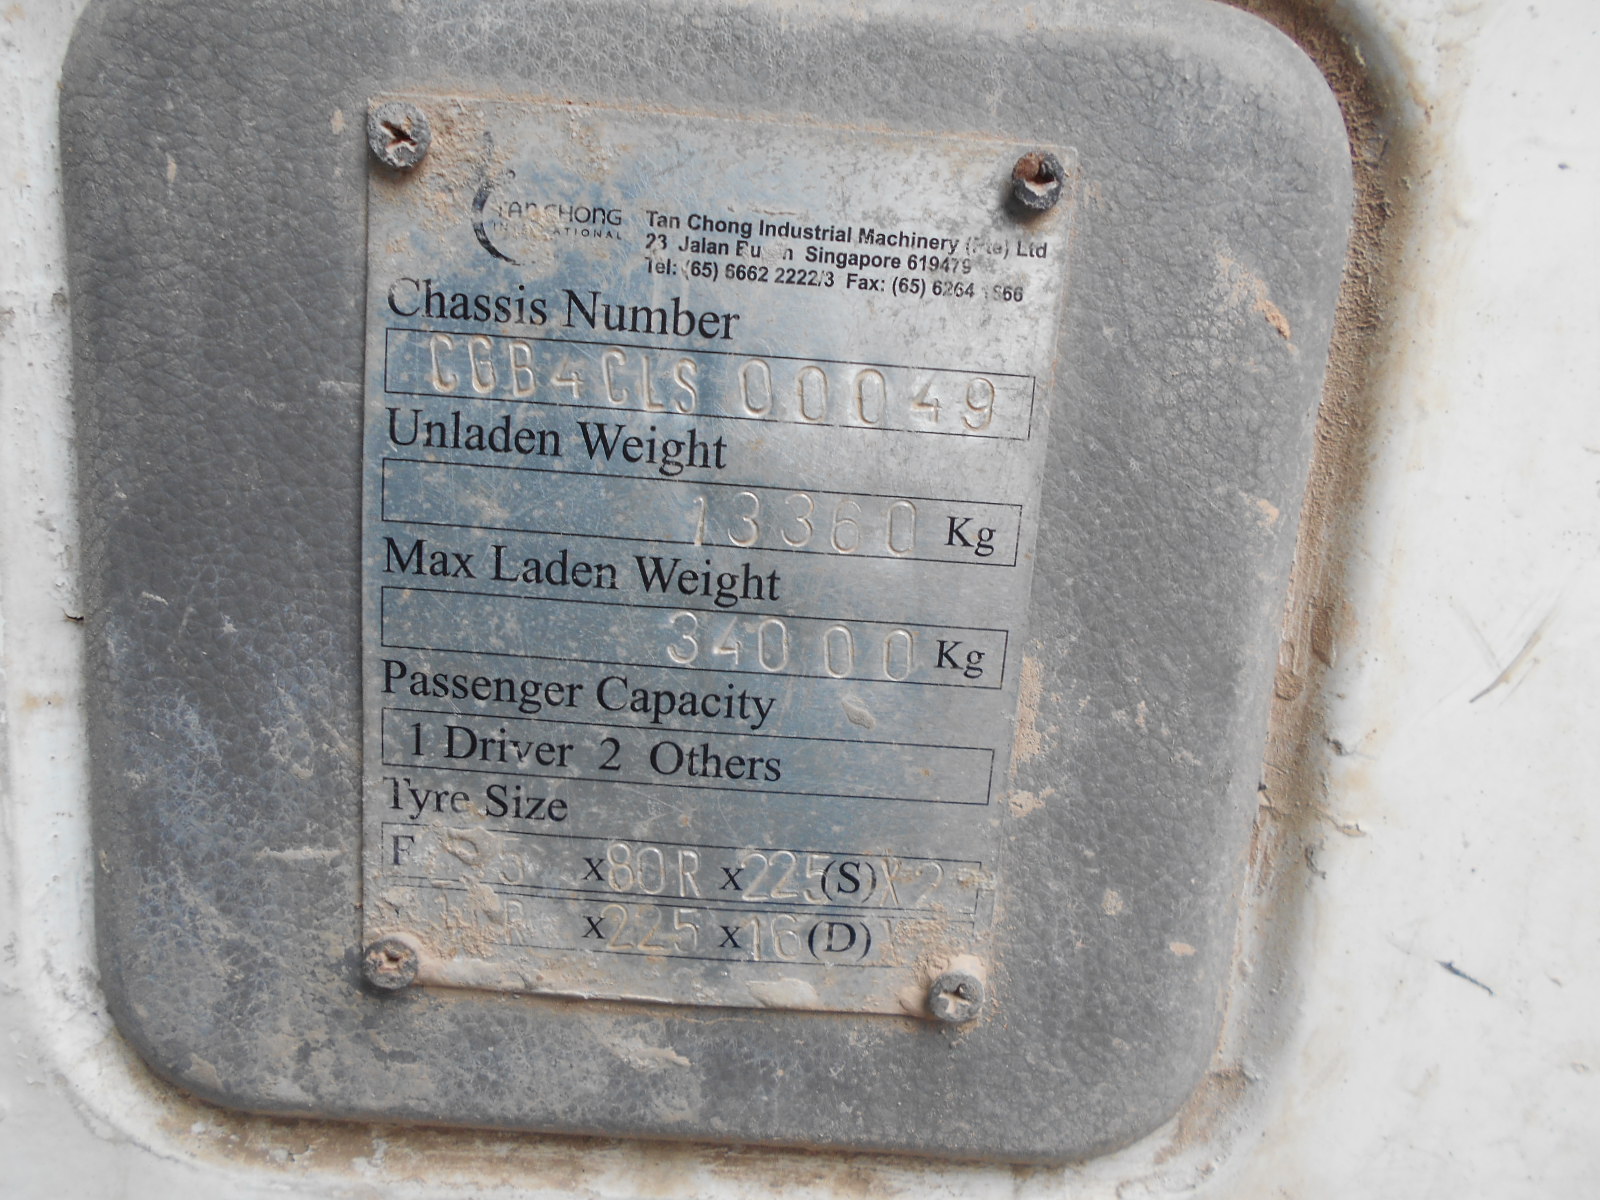 TAN CHONG
INTERNATIONAL
Tan Chong Industrial Machinery (Pte) Ltd
23 Jalan Singapore 619479
Tel: (65) 6662 2222/3 Fax: (65) 6264
Chassis Number
CGB4CLS 00049
Unladen Weight
13360 Kg
Max Laden Weight
34000 Kg
Passenger Capacity
1 Driver 2 Others
Tyre Size
F x80R x225(S)X2
x225 x16(D)